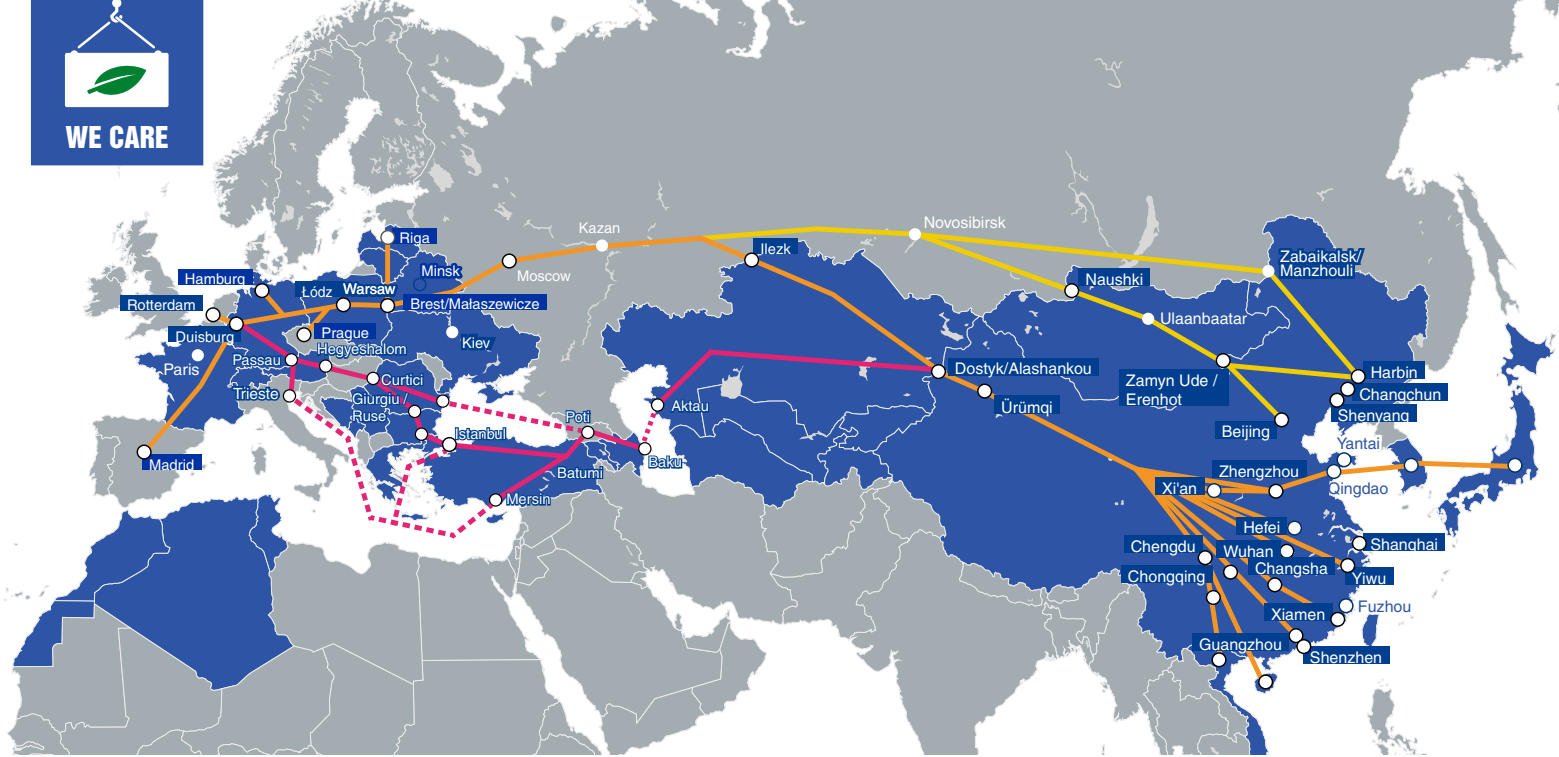 WE CARE
Riga
Kazan
Novosibirsk
Ilezk
Moscow
Minsk
Hamburg
Łódz
Warsaw
Rotterdam
Brest/Małaszewicze
Duisburg
Prague
Kiev
Paris
Passau
Hegyeshalom
Trieste
Curtici
Giurgiu /
Ruse
Istanbul
Poti
Batumi
Mersin
Baku
Aktau
Madrid
Zabaikalsk/
Manzhouli
Naushki
Ulaanbaatar
Dostyk/Alashankou
Ürümqi
Zamyn Ude /
Erenhot
Harbin
Changchun
Shenyang
Beijing
Yantai
Zhengzhou
Xi'an
Qingdao
Hefei
Chengdu
Wuhan
Shanghai
Changsha
Chongqing
Yiwu
Xiamen
Fuzhou
Guangzhou
Shenzhen